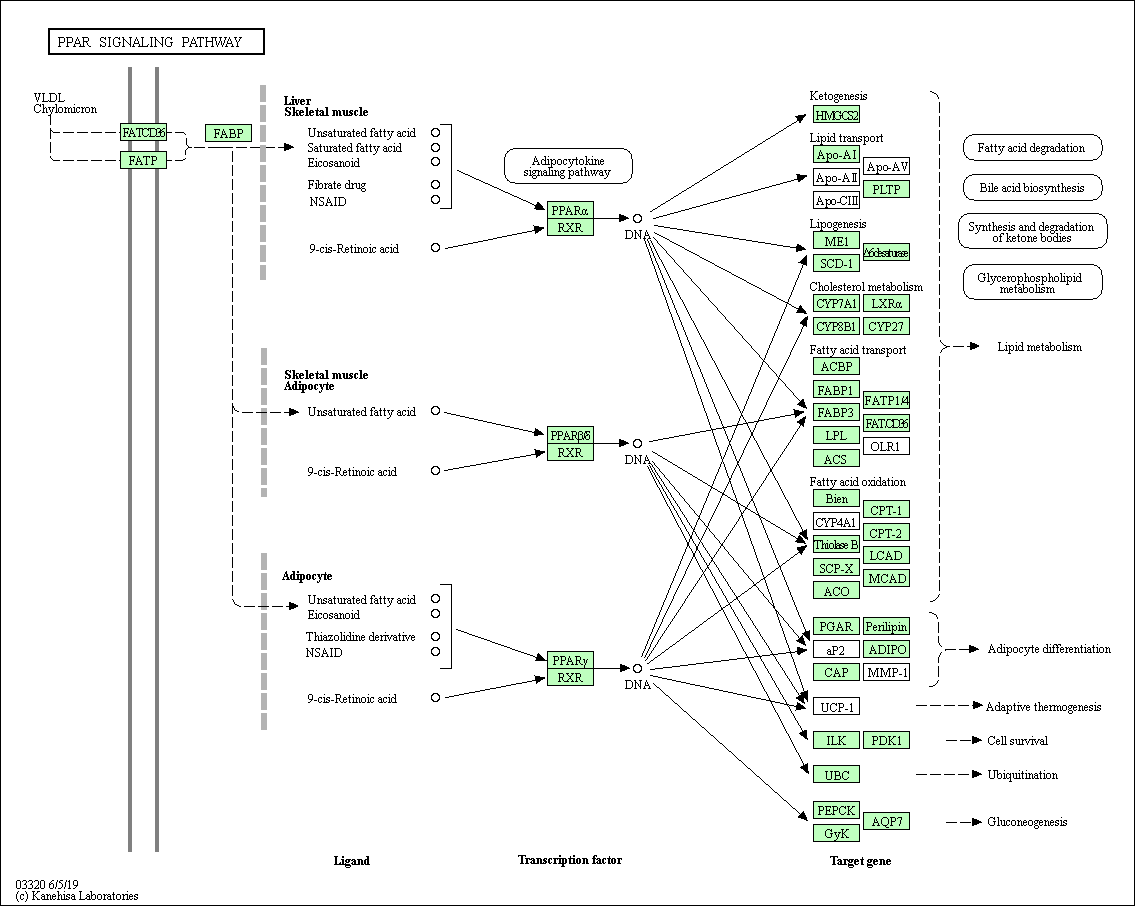 PPAR SIGNALING PATHWAY
VLDL
Chylomicron
FATCD36
FATP
FABP
Liver
Skeletal muscle
Unsaturated fatty acid
Saturated fatty acid
Eicosanoid
Fibrate drug
NSAID
9-cis-Retinoic acid
Adipocytokine
signaling pathway
PPARα
RXR
DNA
Skeletal muscle
Adipocyte
Unsaturated fatty acid
9-cis-Retinoic acid
PPARβ/δ
RXR
DNA
Adipocyte
Unsaturated fatty acid
Eicosanoid
Thiazolidine derivative
NSAID
9-cis-Retinoic acid
PPARγ
RXR
DNA
Ketogenesis
HMGCS2
Lipid transport
Apo-AI
Apo-AV
Apo-AII
PLTP
Apo-CIII
Lipogenesis
ME1
Δ6desaturase
SCD-1
Cholesterol metabolism
CYP7A1
LXRα
CYP8B1
CYP27
Fatty acid transport
ACBP
FABP1
FATP1/4
FABP3
FATCD36
LPL
OLR1
ACS
Fatty acid oxidation
Bien
CPT-1
CYP4A1
CPT-2
Thiolase B
LCAD
SCP-X
MCAD
ACO
PGAR
Perilipin
aP2
ADIPO
CAP
MMP-1
UCP-1
ILK
PDK1
UBC
PEPCK
AQP7
GyK
Fatty acid degradation
Bile acid biosynthesis
Synthesis and degradation
of ketone bodies
Glycerophospholipid
metabolism
Lipid metabolism
Adipocyte differentiation
Adaptive thermogenesis
Cell survival
Ubiquitination
Gluconeogenesis
Ligand
Transcription factor
Target gene
03320 6/5/19
(c) Kanehisa Laboratories